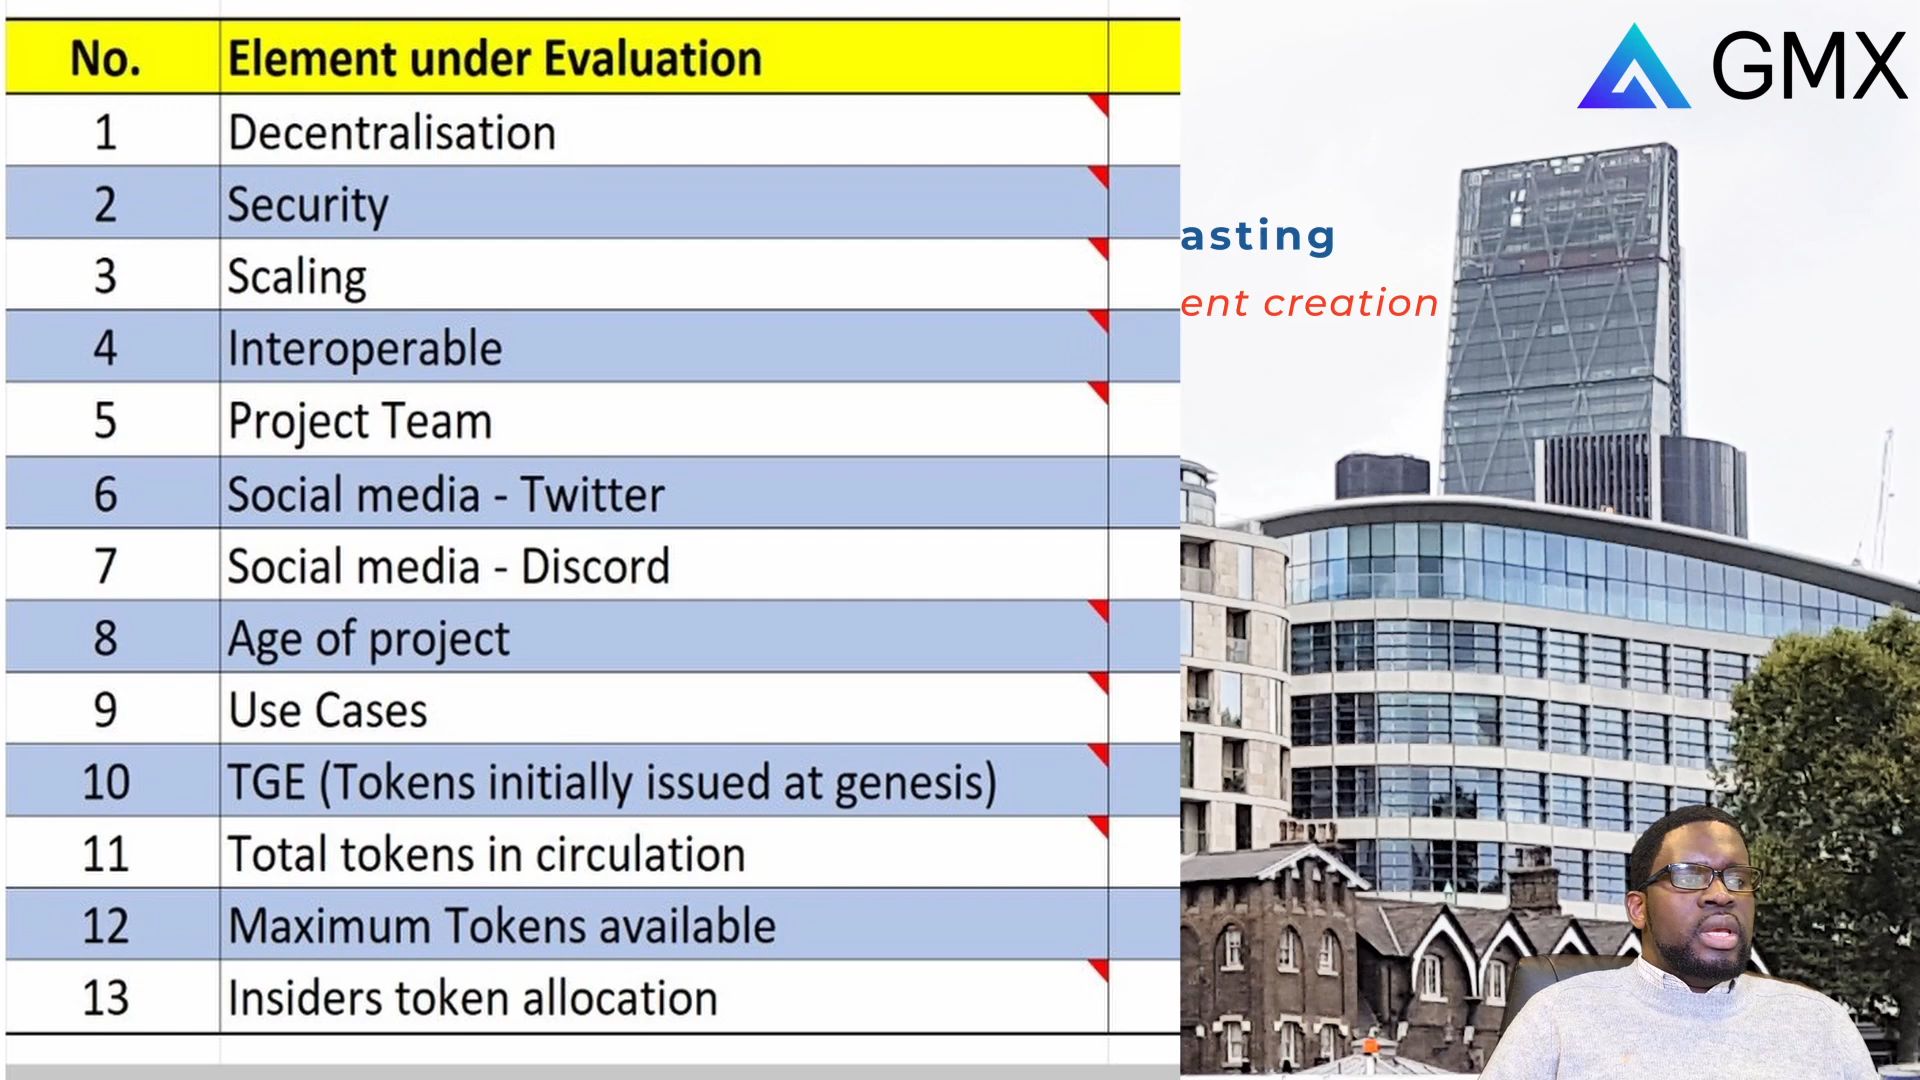 No. Element under Evaluation
1 Decentralisation
2 Security
3 Scaling
4 Interoperable
5 Project Team
6 Social media - Twitter
7 Social media - Discord
8 Age of project
9 Use Cases
10 TGE (Tokens initially issued at genesis)
11 Total tokens in circulation
12 Maximum Tokens available
13 Insiders token allocation
GMX
asting
ent creation